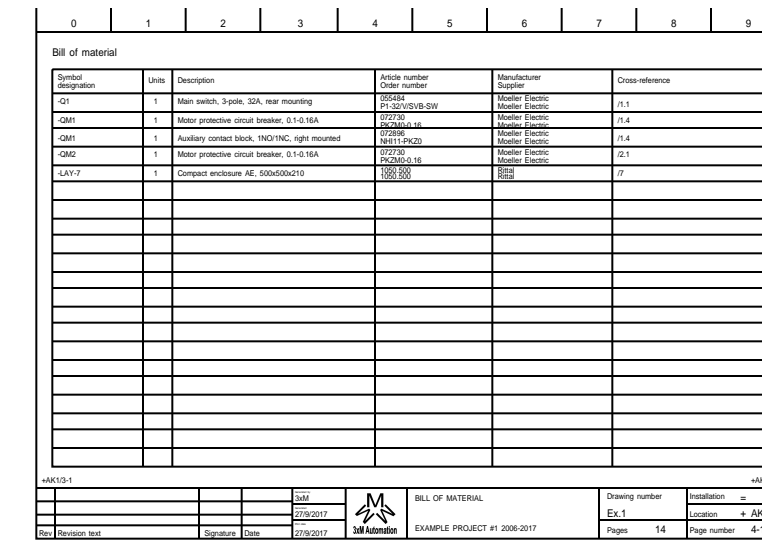 0 1 2 3 4 5 6 7 8 9
Bill of material
Symbol designation Units Description Article number Order number Manufacturer Supplier Cross-reference
-Q1 1 Main switch, 3-pole, 32A, rear mounting 055484 P1-32/V/SVB-SW Moeller Electric Moeller Electric /1.1
-QM1 1 Motor protective circuit breaker, 0.1-0.16A 072730 PKZM0-0.16 Moeller Electric Moeller Electric /1.4
-QM1 1 Auxiliary contact block, 1NO/1NC, right mounted 072896 NHI11-PKZ0 Moeller Electric Moeller Electric /1.4
-QM2 1 Motor protective circuit breaker, 0.1-0.16A 072730 PKZM0-0.16 Moeller Electric Moeller Electric /2.1
-LAY-7 1 Compact enclosure AE, 500x500x210 1050.500 1050.500 Rittal Rittal /7
+AK1/3-1 +AK
3xM BILL OF MATERIAL Drawing number Installation =
27/9/2017 Ex.1 Location + AK
Rev Revision text Signature Date 27/9/2017 3xM Automation EXAMPLE PROJECT #1 2006-2017 Pages 14 Page number 4-1